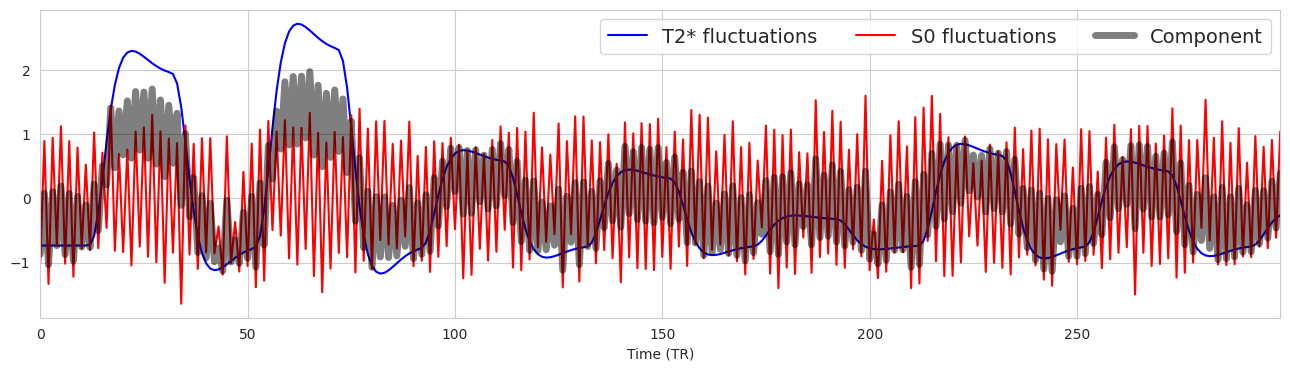 T2* fluctuations
S0 fluctuations
Component
2
1
0
−1
0
50
100
150
200
250
Time (TR)